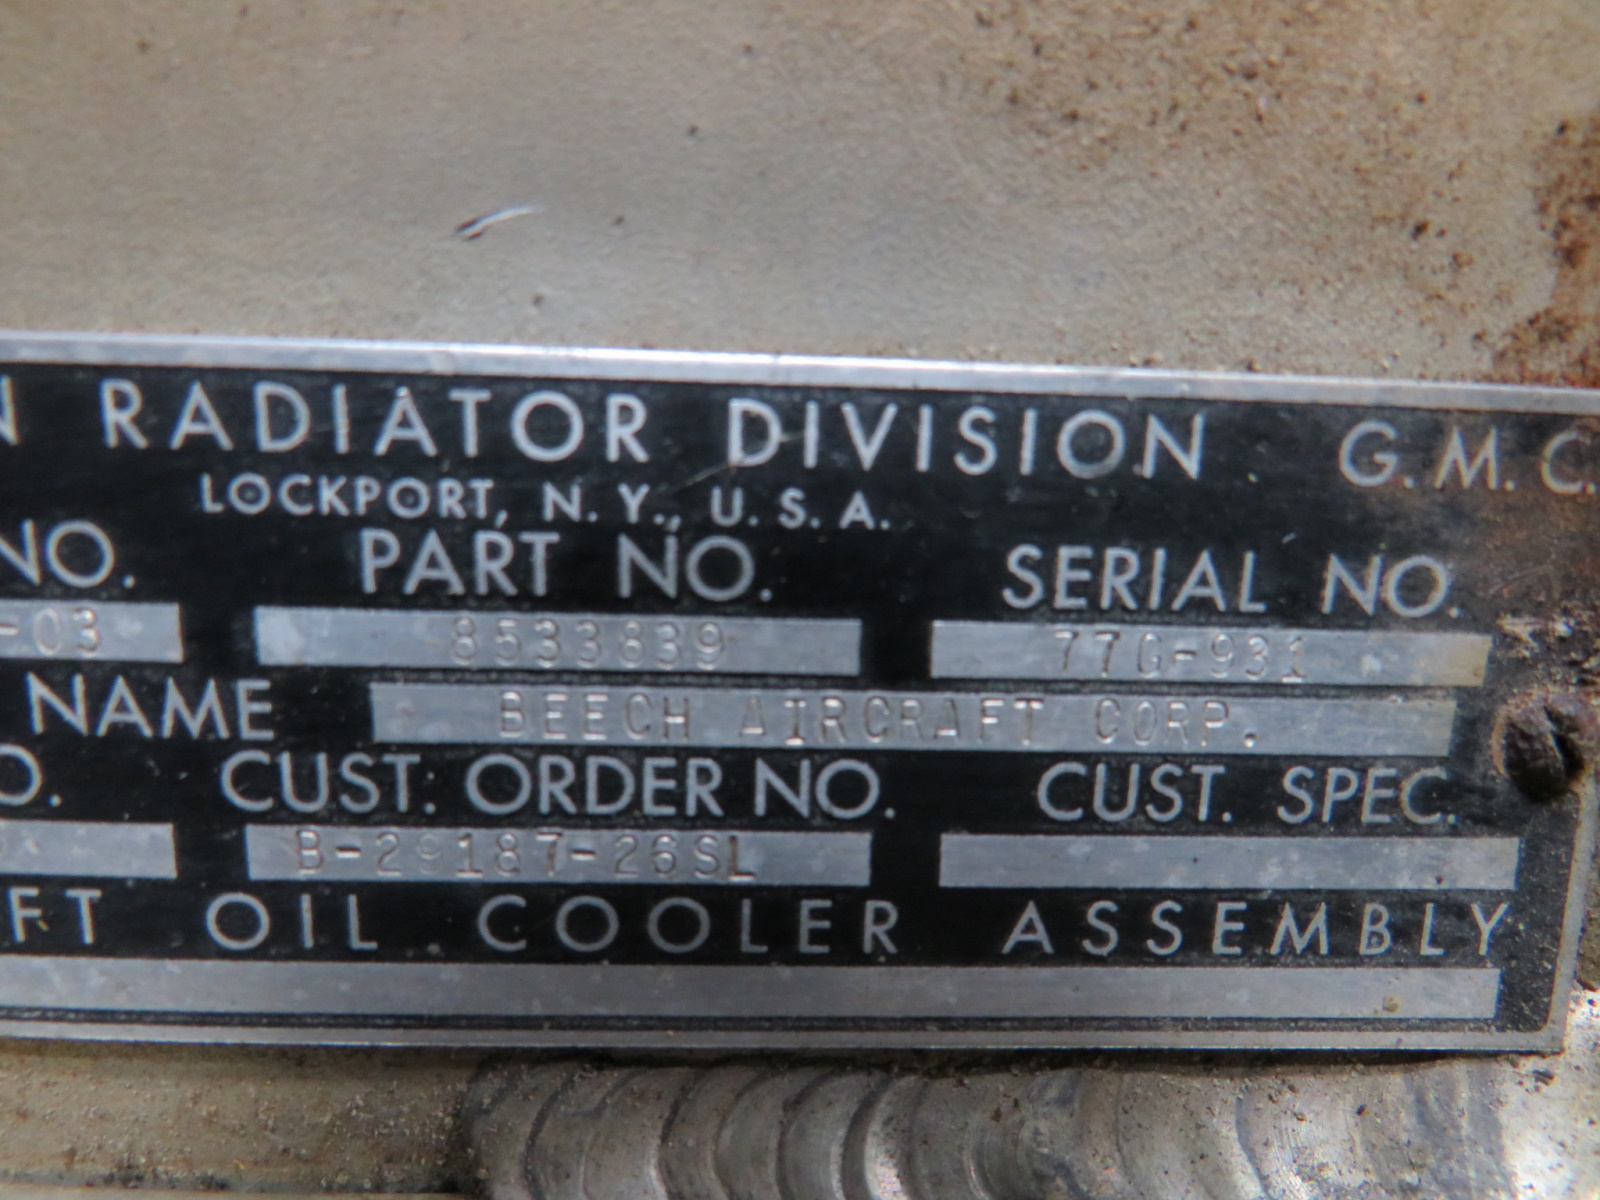 N RADIATOR DIVISION G.M.C.
LOCKPORT, N.Y., U.S.A.
NO. PART NO. SERIAL NO.
-03 8533839 77G-931
NAME BEECH AIRCRAFT CORP.
O. CUST. ORDER NO. CUST. SPEC.
B-29187-26SL
FT OIL COOLER ASSEMBLY